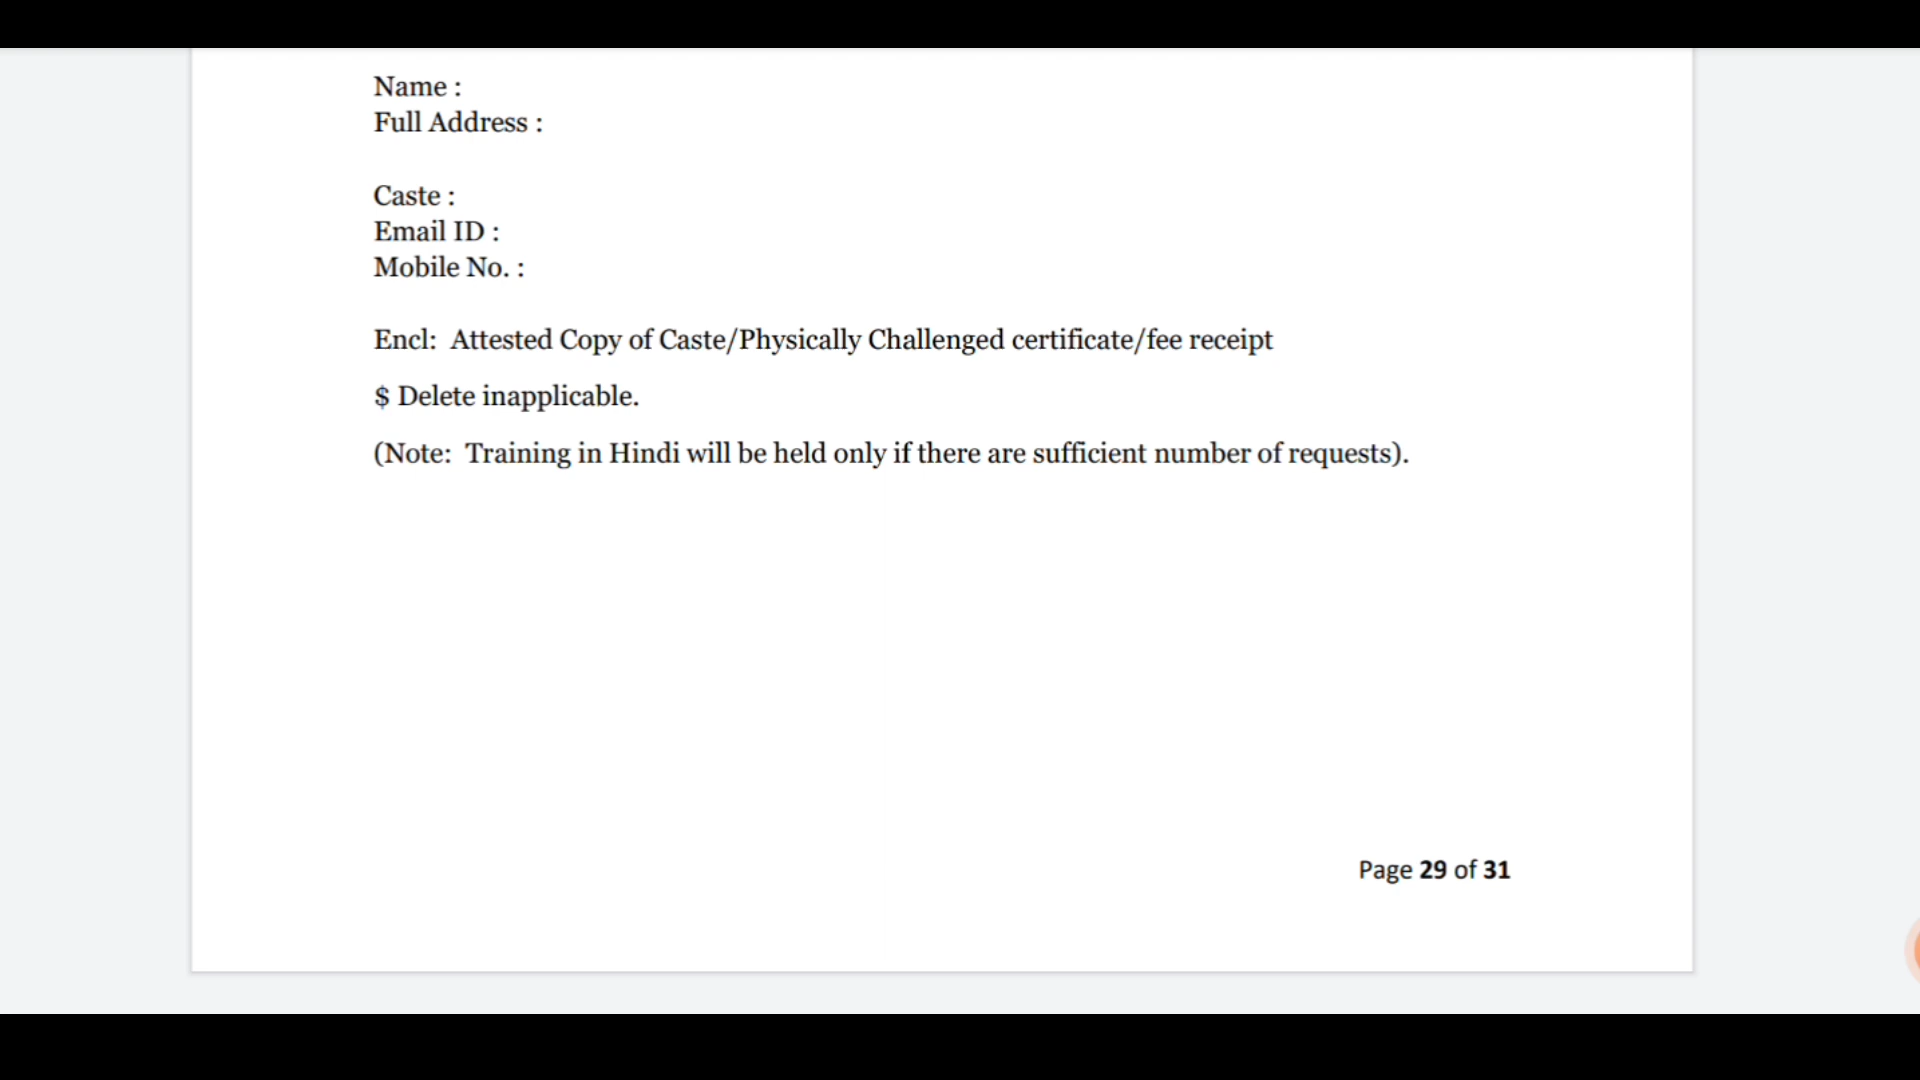 Name :
Full Address :
Caste :
Email ID :
Mobile No. :
Encl: Attested Copy of Caste/Physically Challenged certificate/fee receipt
$ Delete inapplicable.
(Note: Training in Hindi will be held only if there are sufficient number of requests).
Page 29 of 31